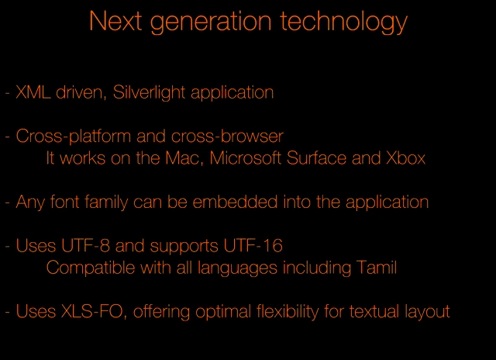 Next generation technology
- XML driven, Silverlight application
- Cross-platform and cross-browser
It works on the Mac, Microsoft Surface and Xbox
- Any font family can be embedded into the application
- Uses UTF-8 and supports UTF-16
Compatible with all languages including Tamil
- Uses XLS-FO, offering optimal flexibility for textual layout